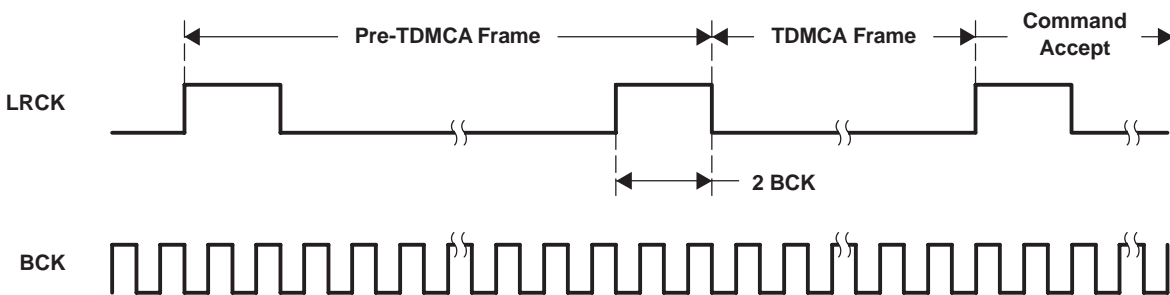 Pre-TDMCA Frame
TDMCA Frame
Command
Accept
LRCK
2 BCK
BCK